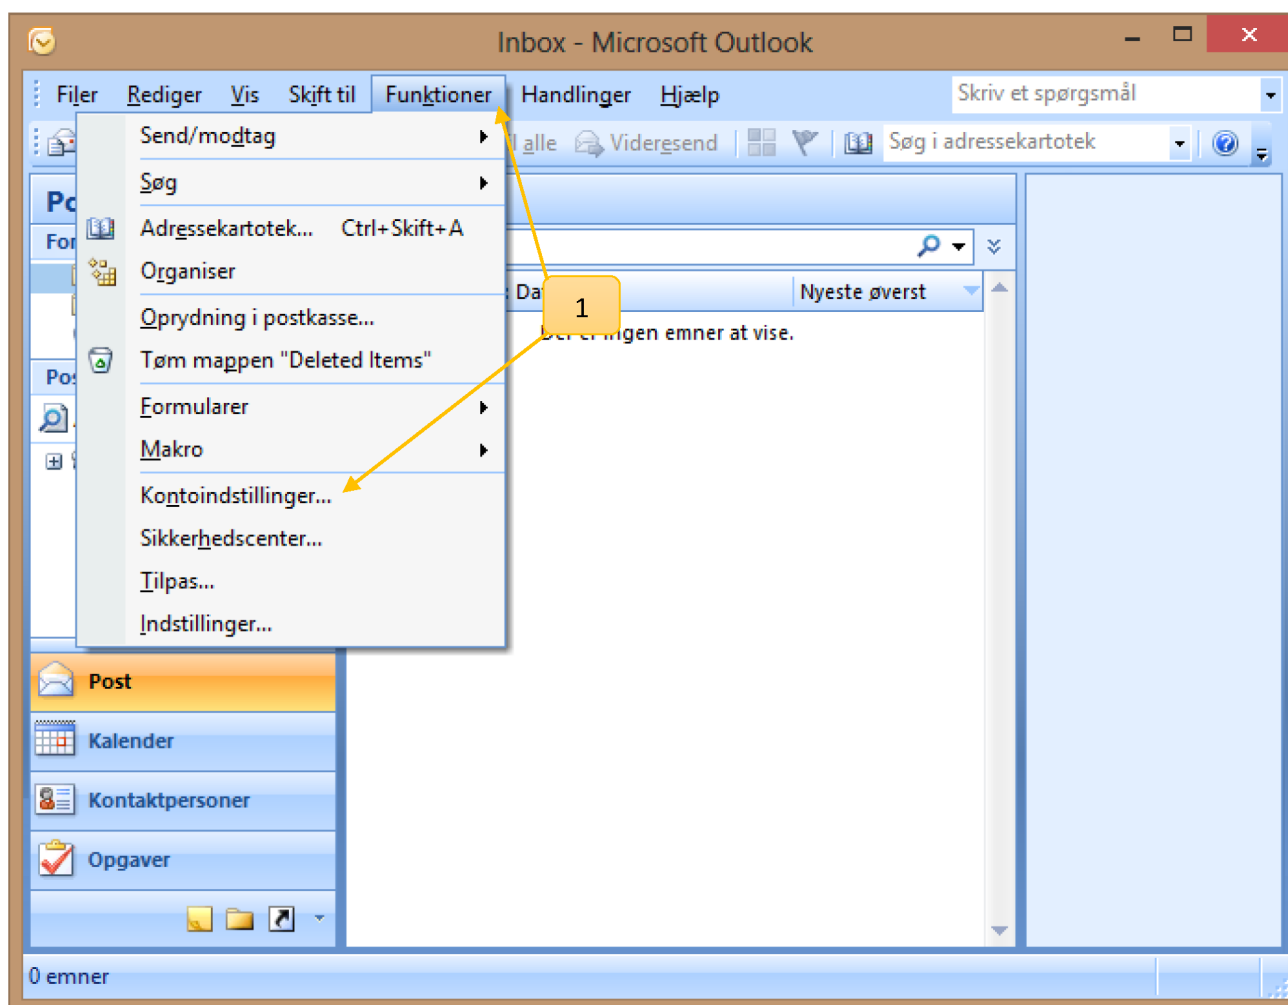 Inbox - Microsoft Outlook
Filer Rediger Vis Skift til Funktioner Handlinger Hjælp Skriv et spørgsmål
alle Videresend Søg i adressekartotek
Send/modtag
Søg
Adressekartotek... Ctrl+Skift+A
Organiser
Oprydning i postkasse...
Tøm mappen "Deleted Items"
Formularer
Makro
Kontoindstillinger...
Sikkerhedscenter...
Tilpas...
Indstillinger...
1
Nyeste øverst
emner at vise.
Post
Kalender
Kontaktpersoner
Opgaver
0 emner